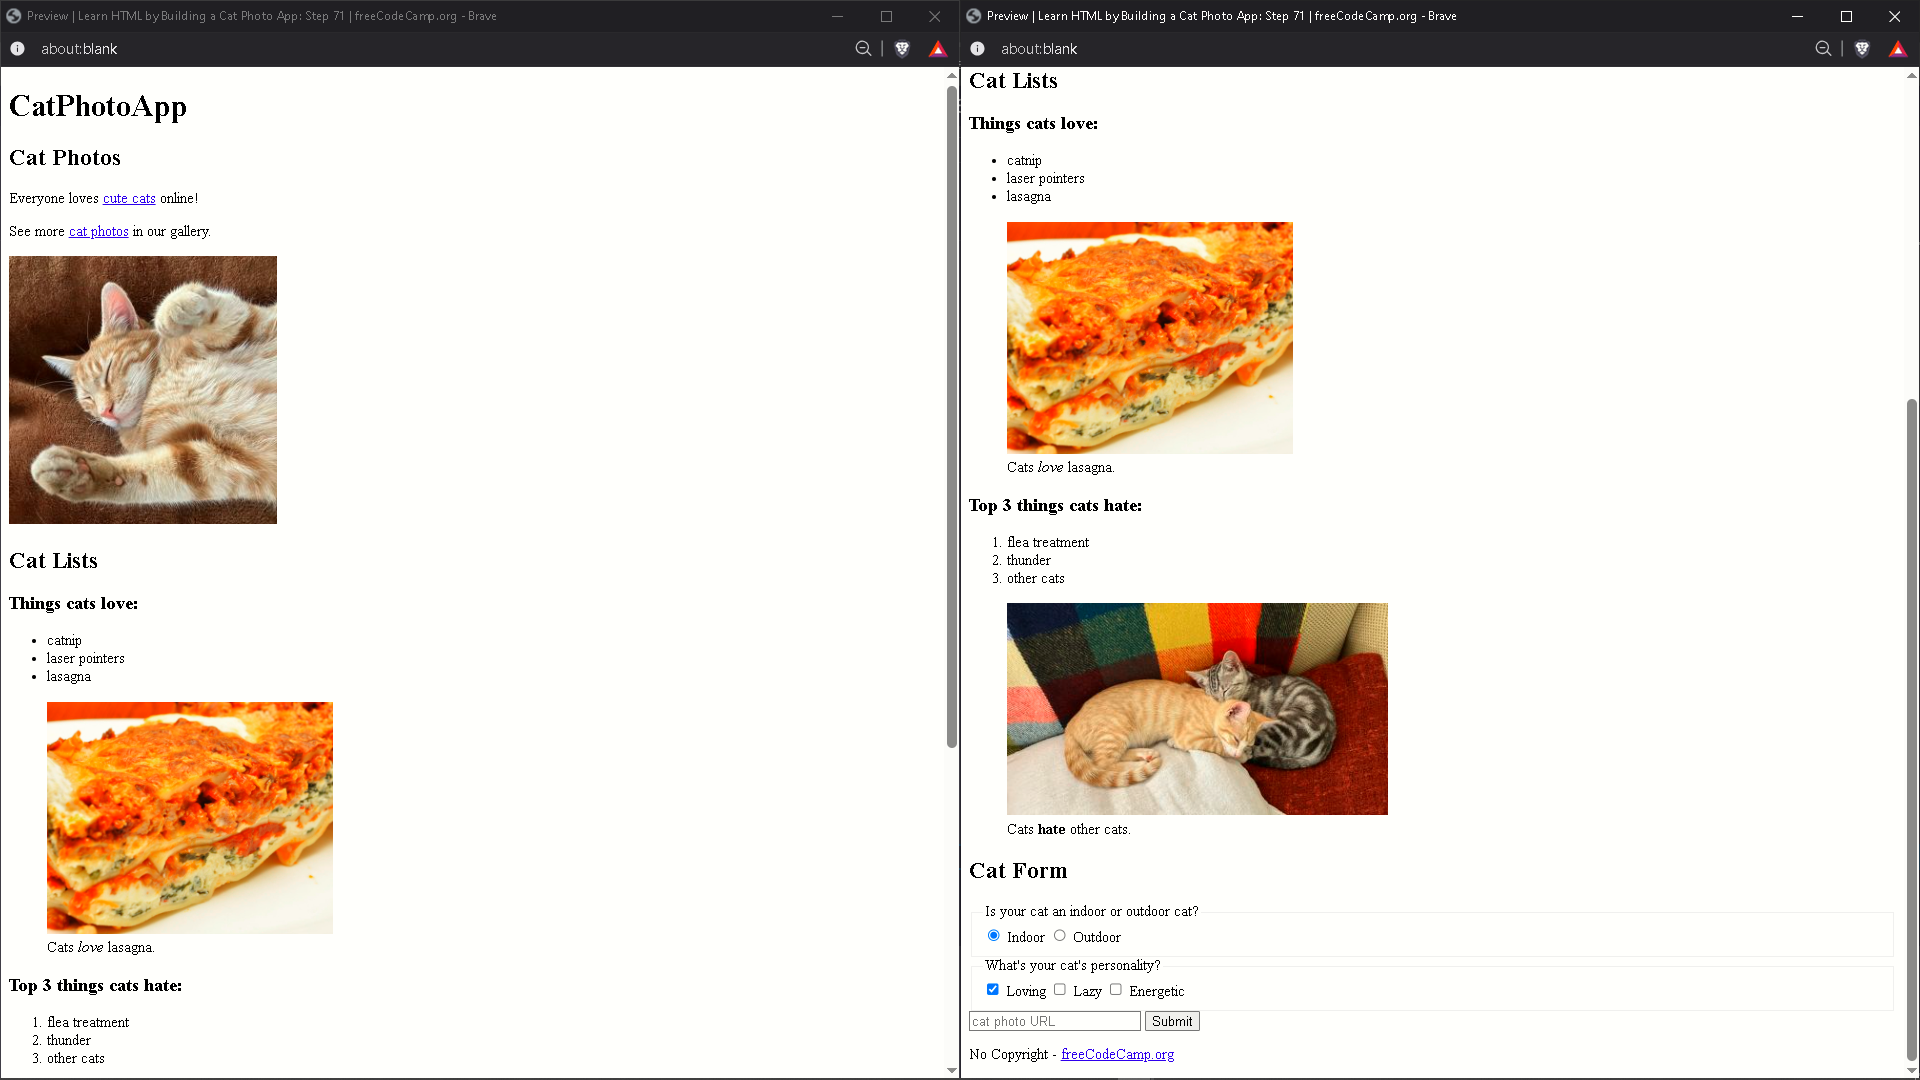 Preview | Learn HTML by Building a Cat Photo App: Step 71 | freeCodeCamp.org - Brave
about:blank
CatPhotoApp
Cat Photos
Everyone loves cute cats online!
See more cat photos in our gallery.
Cat Lists
Things cats love:
• catnip
• laser pointers
• lasagna
Cats love lasagna.
Top 3 things cats hate:
1. flea treatment
2. thunder
3. other cats
Preview | Learn HTML by Building a Cat Photo App: Step 71 | freeCodeCamp.org - Brave
about:blank
Cat Lists
Things cats love:
• catnip
• laser pointers
• lasagna
Cats love lasagna.
Top 3 things cats hate:
1. flea treatment
2. thunder
3. other cats
Cats hate other cats.
Cat Form
Is your cat an indoor or outdoor cat?
Indoor Outdoor
What's your cat's personality?
Loving Lazy Energetic
cat photo URL Submit
No Copyright - freeCodeCamp.org